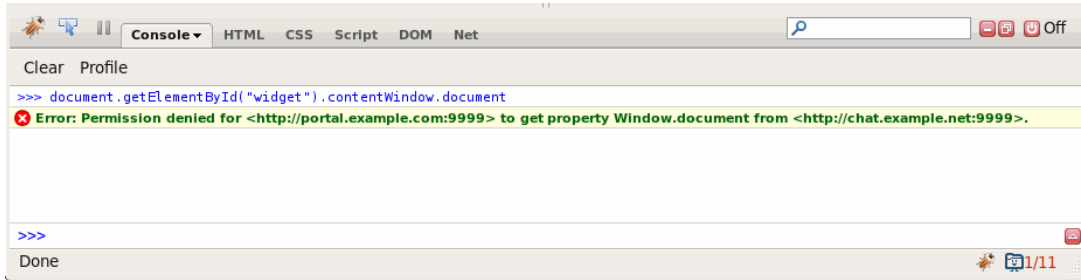 Console HTML CSS Script DOM Net Off
Clear Profile
>>> document.getElementById("widget").contentWindow.document
Error: Permission denied for <http://portal.example.com:9999> to get property Window.document from <http://chat.example.net:9999>.
>>>
Done 1/11